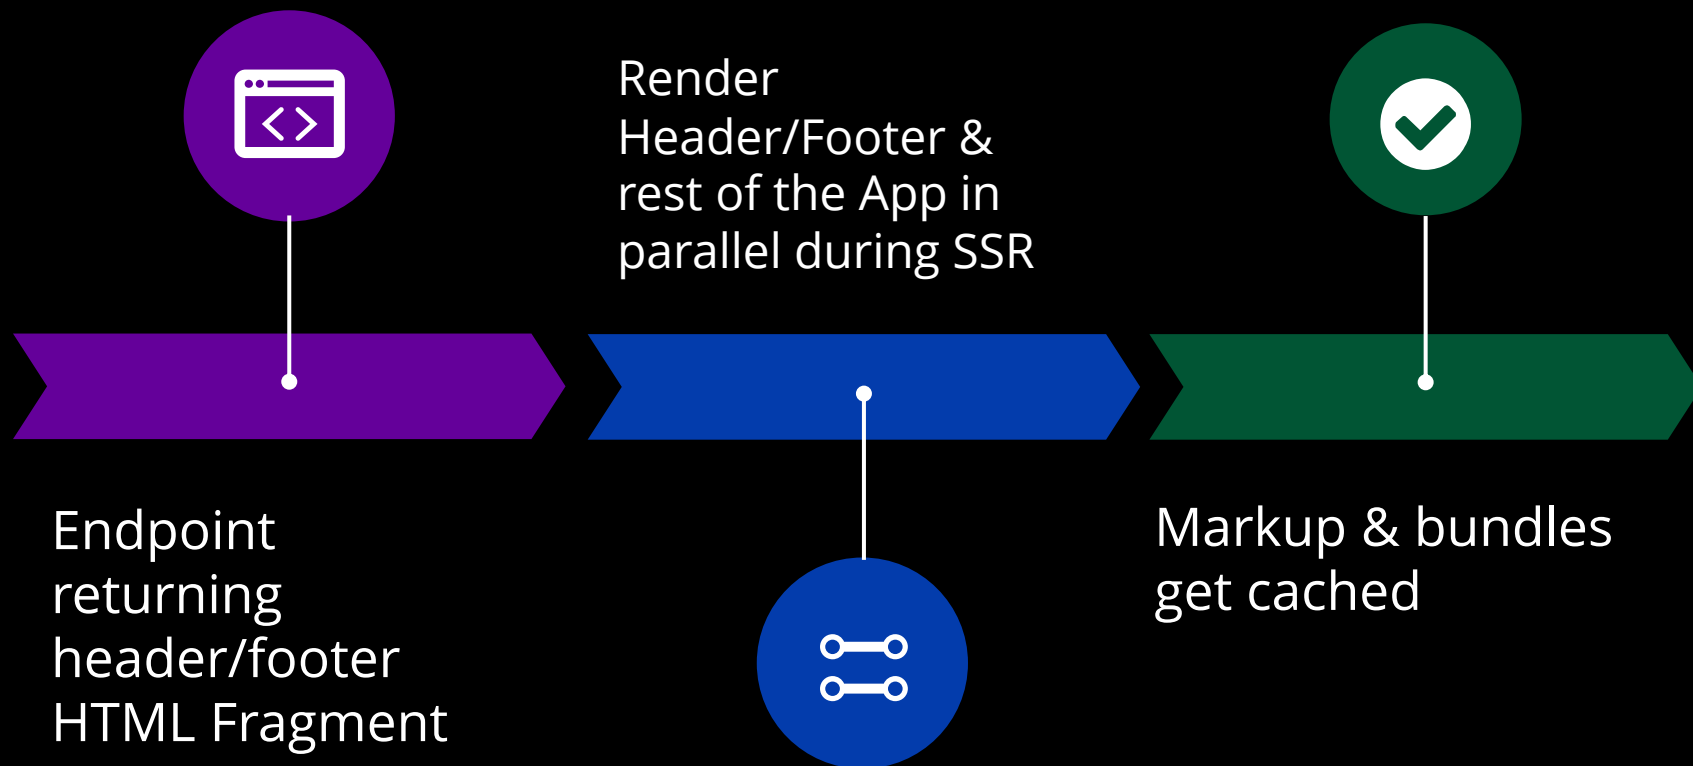 Endpoint
returning
header/footer
HTML Fragment
Render
Header/Footer &
rest of the App in
parallel during SSR
Markup & bundles
get cached